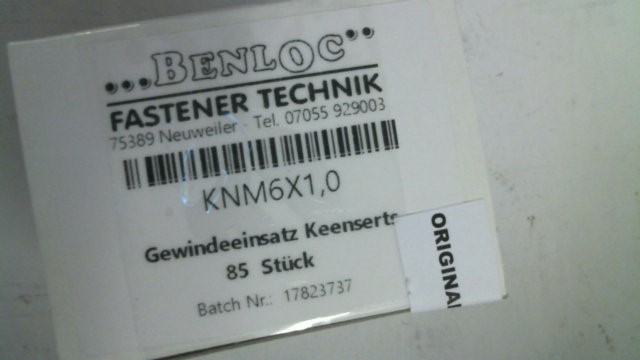 ...BENLOC..
FASTENER TECHNIK
75389 Neuweiler - Tel. 07055 929003
KNM6X1,0
Gewindeeinsatz Keenserts
85 Stück
Batch Nr.: 17823737
ORIGINAL